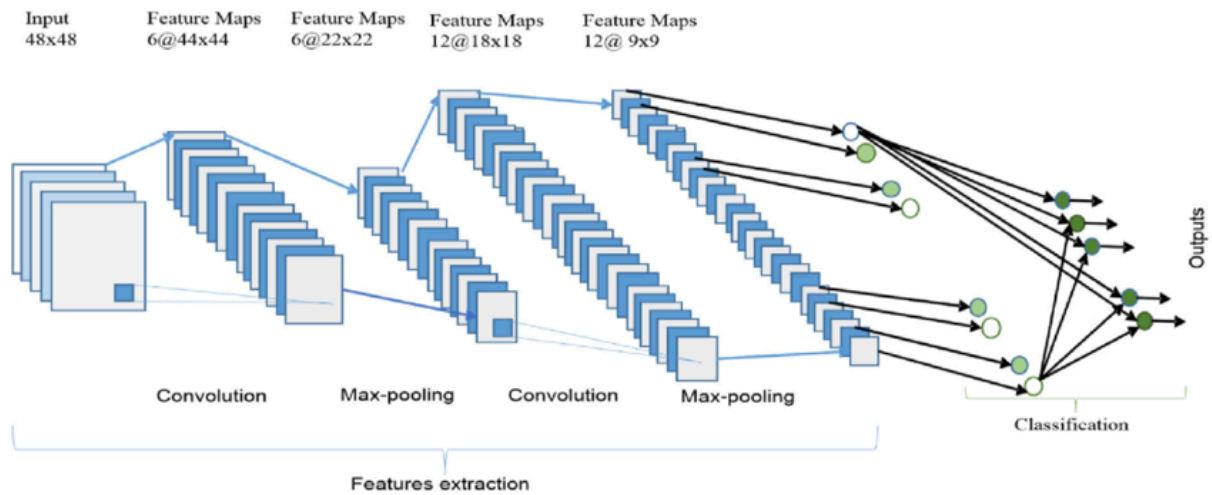 Input
48x48
Feature Maps
6@44x44
Feature Maps
6@22x22
Feature Maps
12@18x18
Feature Maps
12@ 9x9
Outputs
Convolution
Max-pooling
Convolution
Max-pooling
Classification
Features extraction